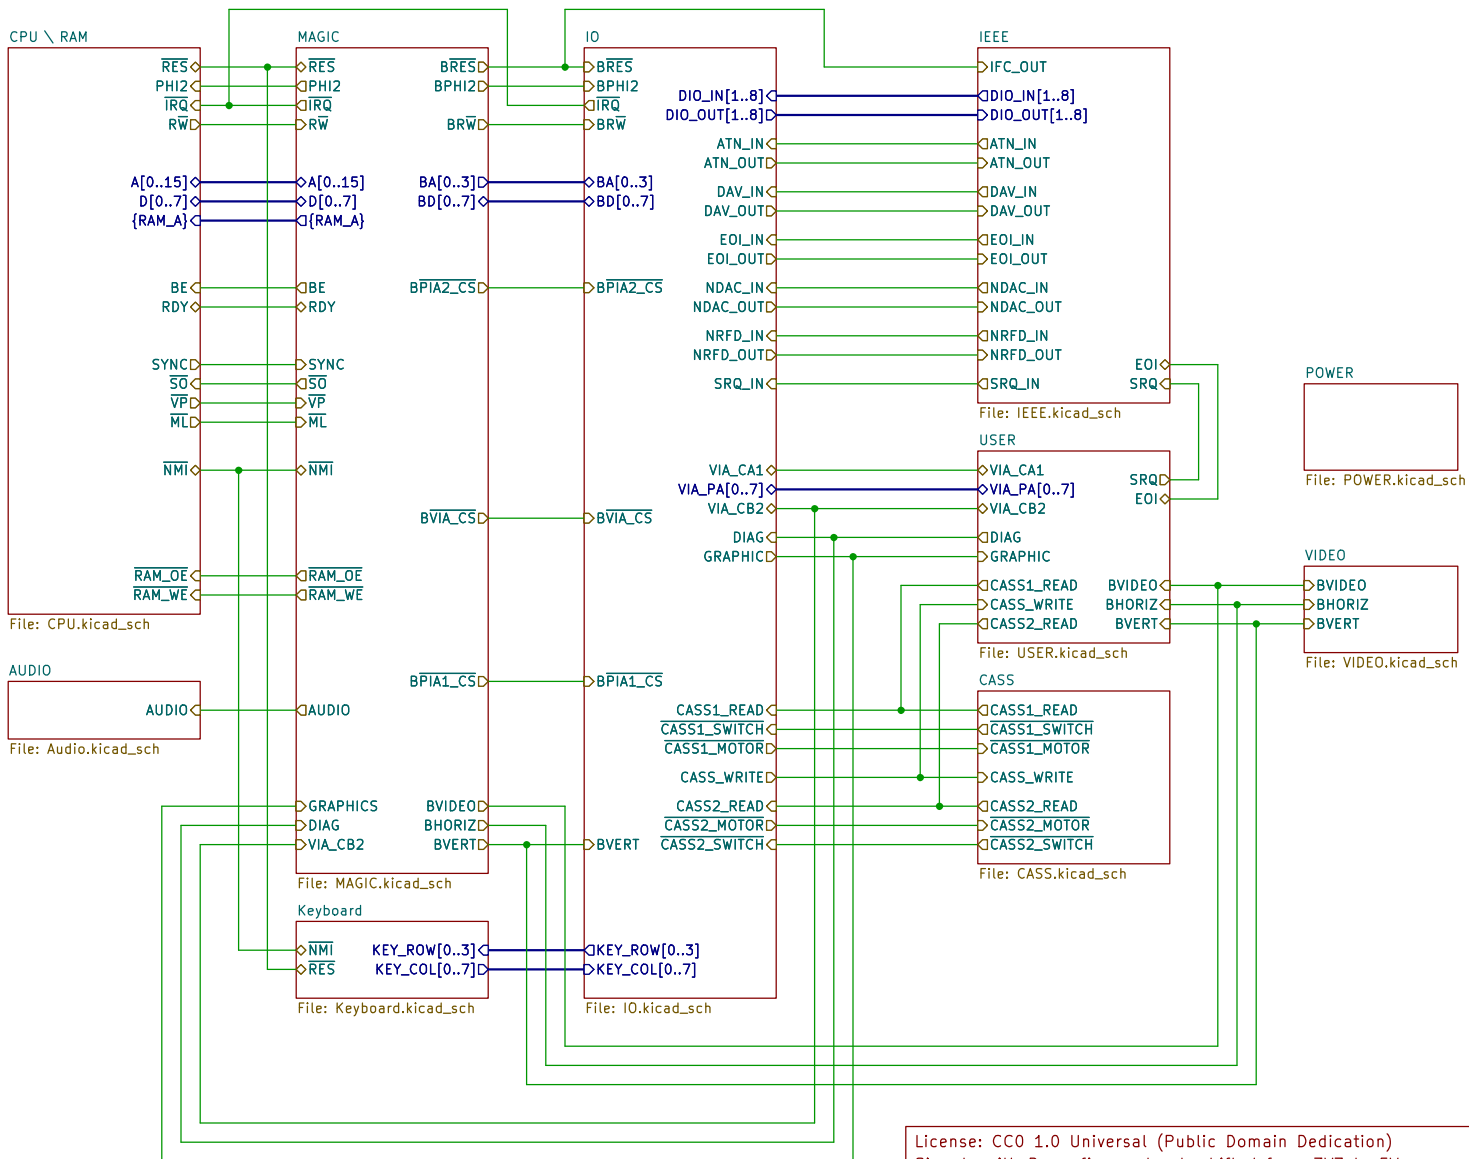 CPU \ RAM
RES
PHI2
IRQ
RW
A[0..15]
D[0..7]
{RAM_A}
BE
RDY
SYNC
SO
VP
ML
NMI
RAM_OE
RAM_WE
File: CPU.kicad_sch
AUDIO
AUDIO
File: Audio.kicad_sch
MAGIC
RES
PHI2
IRQ
RW
A[0..15]
D[0..7]
{RAM_A}
BE
RDY
SYNC
SO
VP
ML
NMI
RAM_OE
RAM_WE
AUDIO
GRAPHICS
DIAG
VIA_CB2
BRES
BPHI2
BRW
BA[0..3]
BD[0..7]
BPIA2_CS
BVIA_CS
BPIA1_CS
BVIDEO
BHORIZ
BVERT
File: MAGIC.kicad_sch
Keyboard
NMI
RES
KEY_ROW[0..3]
KEY_COL[0..7]
File: Keyboard.kicad_sch
IO
BRES
BPHI2
IRQ
BRW
BA[0..3]
BD[0..7]
BPIA2_CS
BVIA_CS
BPIA1_CS
BVERT
KEY_ROW[0..3]
KEY_COL[0..7]
DIO_IN[1..8]
DIO_OUT[1..8]
ATN_IN
ATN_OUT
DAV_IN
DAV_OUT
EOI_IN
EOI_OUT
NDAC_IN
NDAC_OUT
NRFD_IN
NRFD_OUT
SRQ_IN
VIA_CA1
VIA_PA[0..7]
VIA_CB2
DIAG
GRAPHIC
CASS1_READ
CASS1_SWITCH
CASS1_MOTOR
CASS_WRITE
CASS2_READ
CASS2_MOTOR
CASS2_SWITCH
File: IO.kicad_sch
IEEE
IFC_OUT
DIO_IN[1..8]
DIO_OUT[1..8]
ATN_IN
ATN_OUT
DAV_IN
DAV_OUT
EOI_IN
EOI_OUT
NDAC_IN
NDAC_OUT
NRFD_IN
NRFD_OUT
SRQ_IN
EOI
SRQ
File: IEEE.kicad_sch
USER
VIA_CA1
VIA_PA[0..7]
VIA_CB2
DIAG
GRAPHIC
CASS1_READ
CASS_WRITE
CASS2_READ
SRQ
EOI
BVIDEO
BHORIZ
BVERT
File: USER.kicad_sch
CASS
CASS1_READ
CASS1_SWITCH
CASS1_MOTOR
CASS_WRITE
CASS2_READ
CASS2_MOTOR
CASS2_SWITCH
File: CASS.kicad_sch
POWER
File: POWER.kicad_sch
VIDEO
BVIDEO
BHORIZ
BVERT
File: VIDEO.kicad_sch
License: CC0 1.0 Universal (Public Domain Dedication)